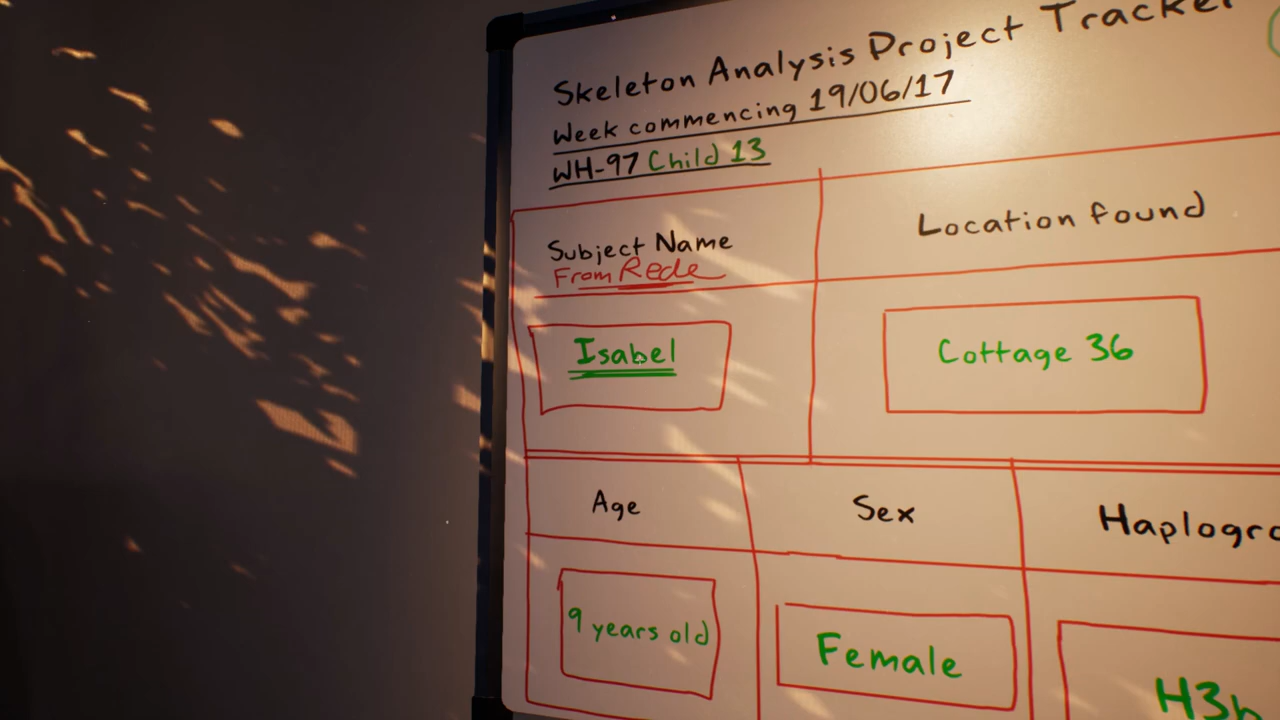 Skeleton Analysis Project Tracker
Week commencing 19/06/17
WH-97 Child 13
Subject Name
From Rede
Location found
Isabel
Cottage 36
Age
Sex
9 years old
Female
H3b